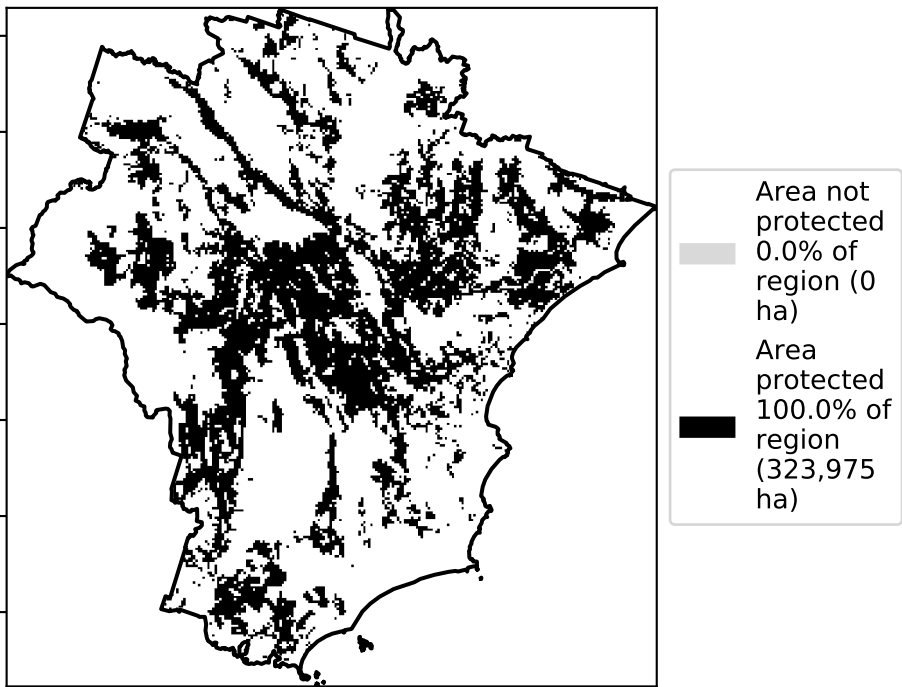 Area not
protected
0.0% of
region (0
ha)
Area
protected
100.0% of
region
(323,975
ha)